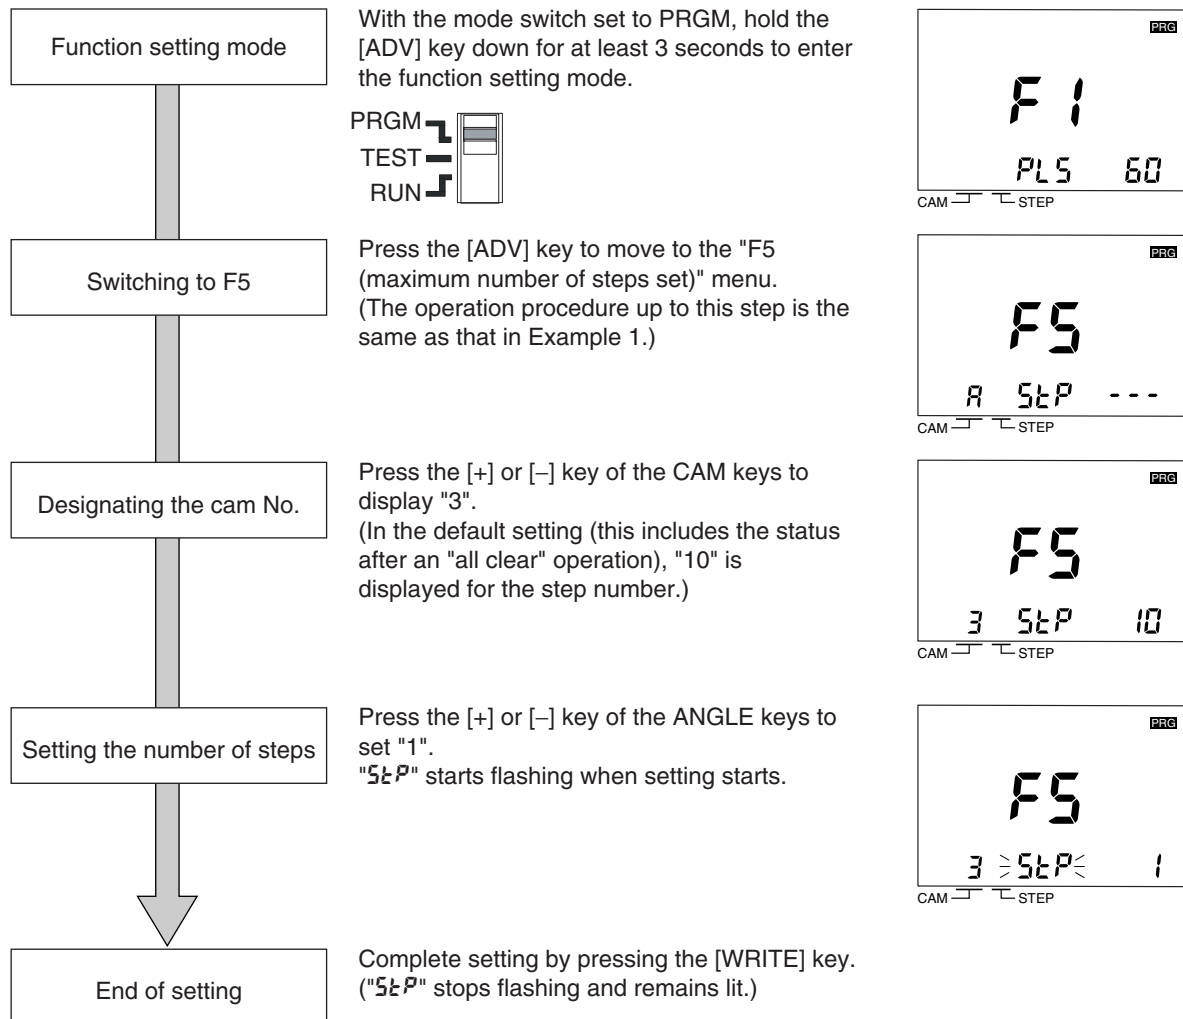 Function setting mode
With the mode switch set to PRGM, hold the
[ADV] key down for at least 3 seconds to enter
the function setting mode.
PRGM
TEST
RUN
PRG
F1
PLS 60
CAM STEP
Switching to F5
Press the [ADV] key to move to the "F5
(maximum number of steps set)" menu.
(The operation procedure up to this step is the
same as that in Example 1.)
PRG
F5
A StP ---
CAM STEP
Designating the cam No.
Press the [+] or [–] key of the CAM keys to
display "3".
(In the default setting (this includes the status
after an "all clear" operation), "10" is
displayed for the step number.)
PRG
F5
3 StP 10
CAM STEP
Setting the number of steps
Press the [+] or [–] key of the ANGLE keys to
set "1".
"StP" starts flashing when setting starts.
PRG
F5
3 StP 1
CAM STEP
End of setting
Complete setting by pressing the [WRITE] key.
("StP" stops flashing and remains lit.)